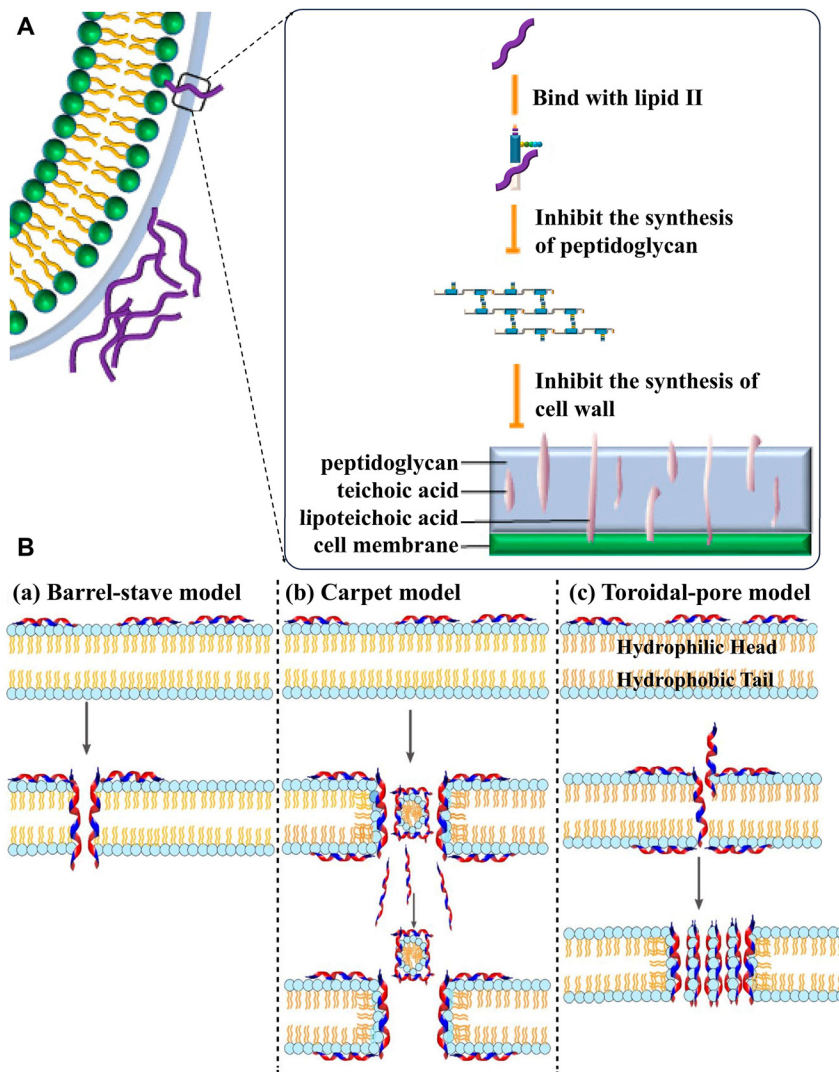 A
Bind with lipid II
Inhibit the synthesis
of peptidoglycan
Inhibit the synthesis of
cell wall
peptidoglycan
teichoic acid
lipoteichoic acid
cell membrane
B
(a) Barrel-stave model
(b) Carpet model
(c) Toroidal-pore model
Hydrophilic Head
Hydrophobic Tail